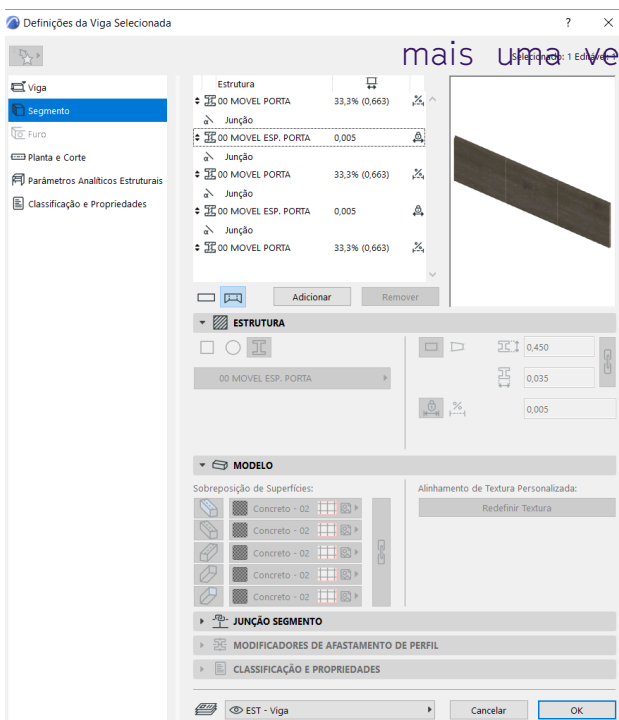 Definições da Viga Selecionada
? ×
mais uma ve
Selecionado: 1 Editável: 1
Viga
Segmento
Furo
Planta e Corte
Parâmetros Analíticos Estruturais
Classificação e Propriedades
Estrutura
00 MOVEL PORTA 33,3% (0,663)
Junção
00 MOVEL ESP. PORTA 0,005
Junção
00 MOVEL PORTA 33,3% (0,663)
Junção
00 MOVEL ESP. PORTA 0,005
Junção
00 MOVEL PORTA 33,3% (0,663)
Adicionar Remover
ESTRUTURA
0,450
00 MOVEL ESP. PORTA 0,035
0,005
MODELO
Sobreposição de Superfícies: Alinhamento de Textura Personalizada:
Concreto - 02 Redefinir Textura
Concreto - 02
Concreto - 02
Concreto - 02
Concreto - 02
JUNÇÃO SEGMENTO
MODIFICADORES DE AFASTAMENTO DE PERFIL
CLASSIFICAÇÃO E PROPRIEDADES
EST - Viga Cancelar OK